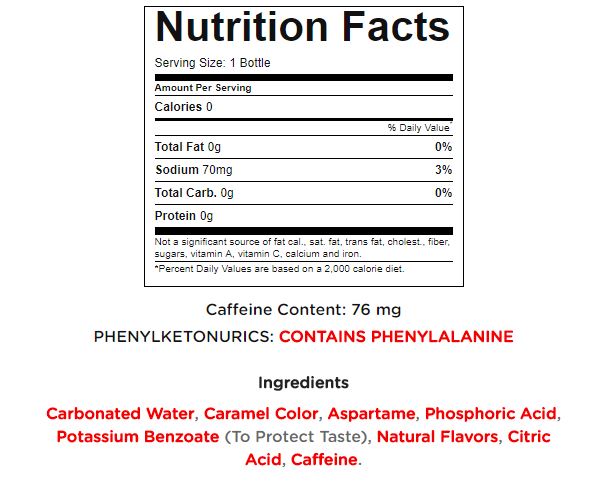 Nutrition Facts
Serving Size: 1 Bottle
Amount Per Serving
Calories 0
% Daily Value*
Total Fat 0g 0%
Sodium 70mg 3%
Total Carb. 0g 0%
Protein 0g
Not a significant source of fat cal., sat. fat, trans fat, cholest., fiber,
sugars, vitamin A, vitamin C, calcium and iron.
*Percent Daily Values are based on a 2,000 calorie diet.
Caffeine Content: 76 mg
PHENYLKETONURICS: CONTAINS PHENYLALANINE
Ingredients
Carbonated Water, Caramel Color, Aspartame, Phosphoric Acid,
Potassium Benzoate (To Protect Taste), Natural Flavors, Citric
Acid, Caffeine.